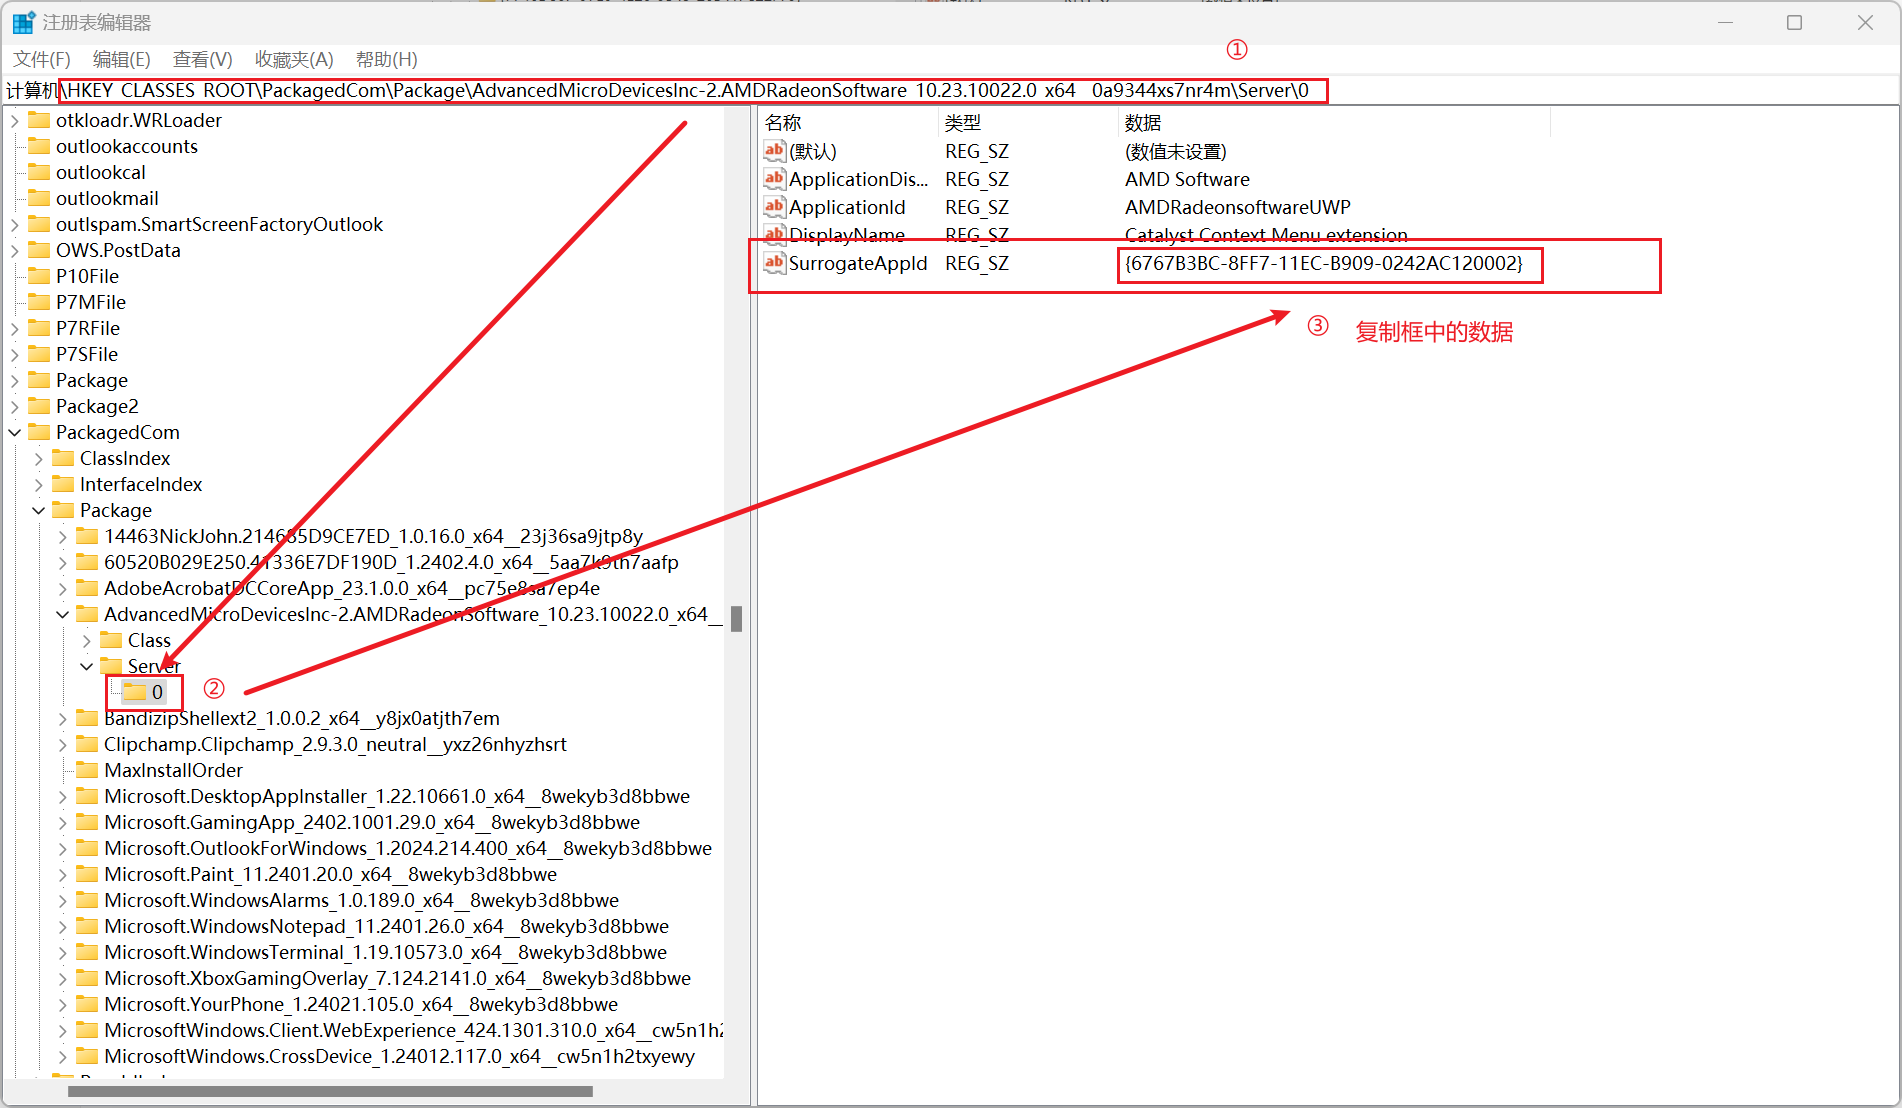 注册表编辑器
文件(F) 编辑(E) 查看(V) 收藏夹(A) 帮助(H)
①
计算机\HKEY_CLASSES_ROOT\PackagedCom\Package\AdvancedMicroDevicesInc-2.AMDRadeonSoftware_10.23.10022.0_x64__0a9344xs7nr4m\Server\0
otkloadr.WRLoader
outlookaccounts
outlookcal
outlookmail
outlspam.SmartScreenFactoryOutlook
OWS.PostData
P10File
P7MFile
P7RFile
P7SFile
Package
Package2
PackagedCom
ClassIndex
InterfaceIndex
Package
14463NickJohn.214685D9CE7ED_1.0.16.0_x64__23j36sa9jtp8y
60520B029E250.41336E7DF190D_1.2402.4.0_x64__5aa7k9th7aafp
AdobeAcrobatDCCoreApp_23.1.0.0_x64__pc75e8sa7ep4e
AdvancedMicroDevicesInc-2.AMDRadeonSoftware_10.23.10022.0_x64__
Class
Server
0 ②
BandizipShellext2_1.0.0.2_x64__y8jx0atjth7em
Clipchamp.Clipchamp_2.9.3.0_neutral__yxz26nhyzhsrt
MaxInstallOrder
Microsoft.DesktopAppInstaller_1.22.10661.0_x64__8wekyb3d8bbwe
Microsoft.GamingApp_2402.1001.29.0_x64__8wekyb3d8bbwe
Microsoft.OutlookForWindows_1.2024.214.400_x64__8wekyb3d8bbwe
Microsoft.Paint_11.2401.20.0_x64__8wekyb3d8bbwe
Microsoft.WindowsAlarms_1.0.189.0_x64__8wekyb3d8bbwe
Microsoft.WindowsNotepad_11.2401.26.0_x64__8wekyb3d8bbwe
Microsoft.WindowsTerminal_1.19.10573.0_x64__8wekyb3d8bbwe
Microsoft.XboxGamingOverlay_7.124.2141.0_x64__8wekyb3d8bbwe
Microsoft.YourPhone_1.24021.105.0_x64__8wekyb3d8bbwe
MicrosoftWindows.Client.WebExperience_424.1301.310.0_x64__cw5n1h2
MicrosoftWindows.CrossDevice_1.24012.117.0_x64__cw5n1h2txyewy
名称 类型 数据
(默认) REG_SZ (数值未设置)
ApplicationDis... REG_SZ AMD Software
ApplicationId REG_SZ AMDRadeonsoftwareUWP
DisplayName REG_SZ Catalyst Context Menu extension
SurrogateAppId REG_SZ {6767B3BC-8FF7-11EC-B909-0242AC120002}
③ 复制框中的数据